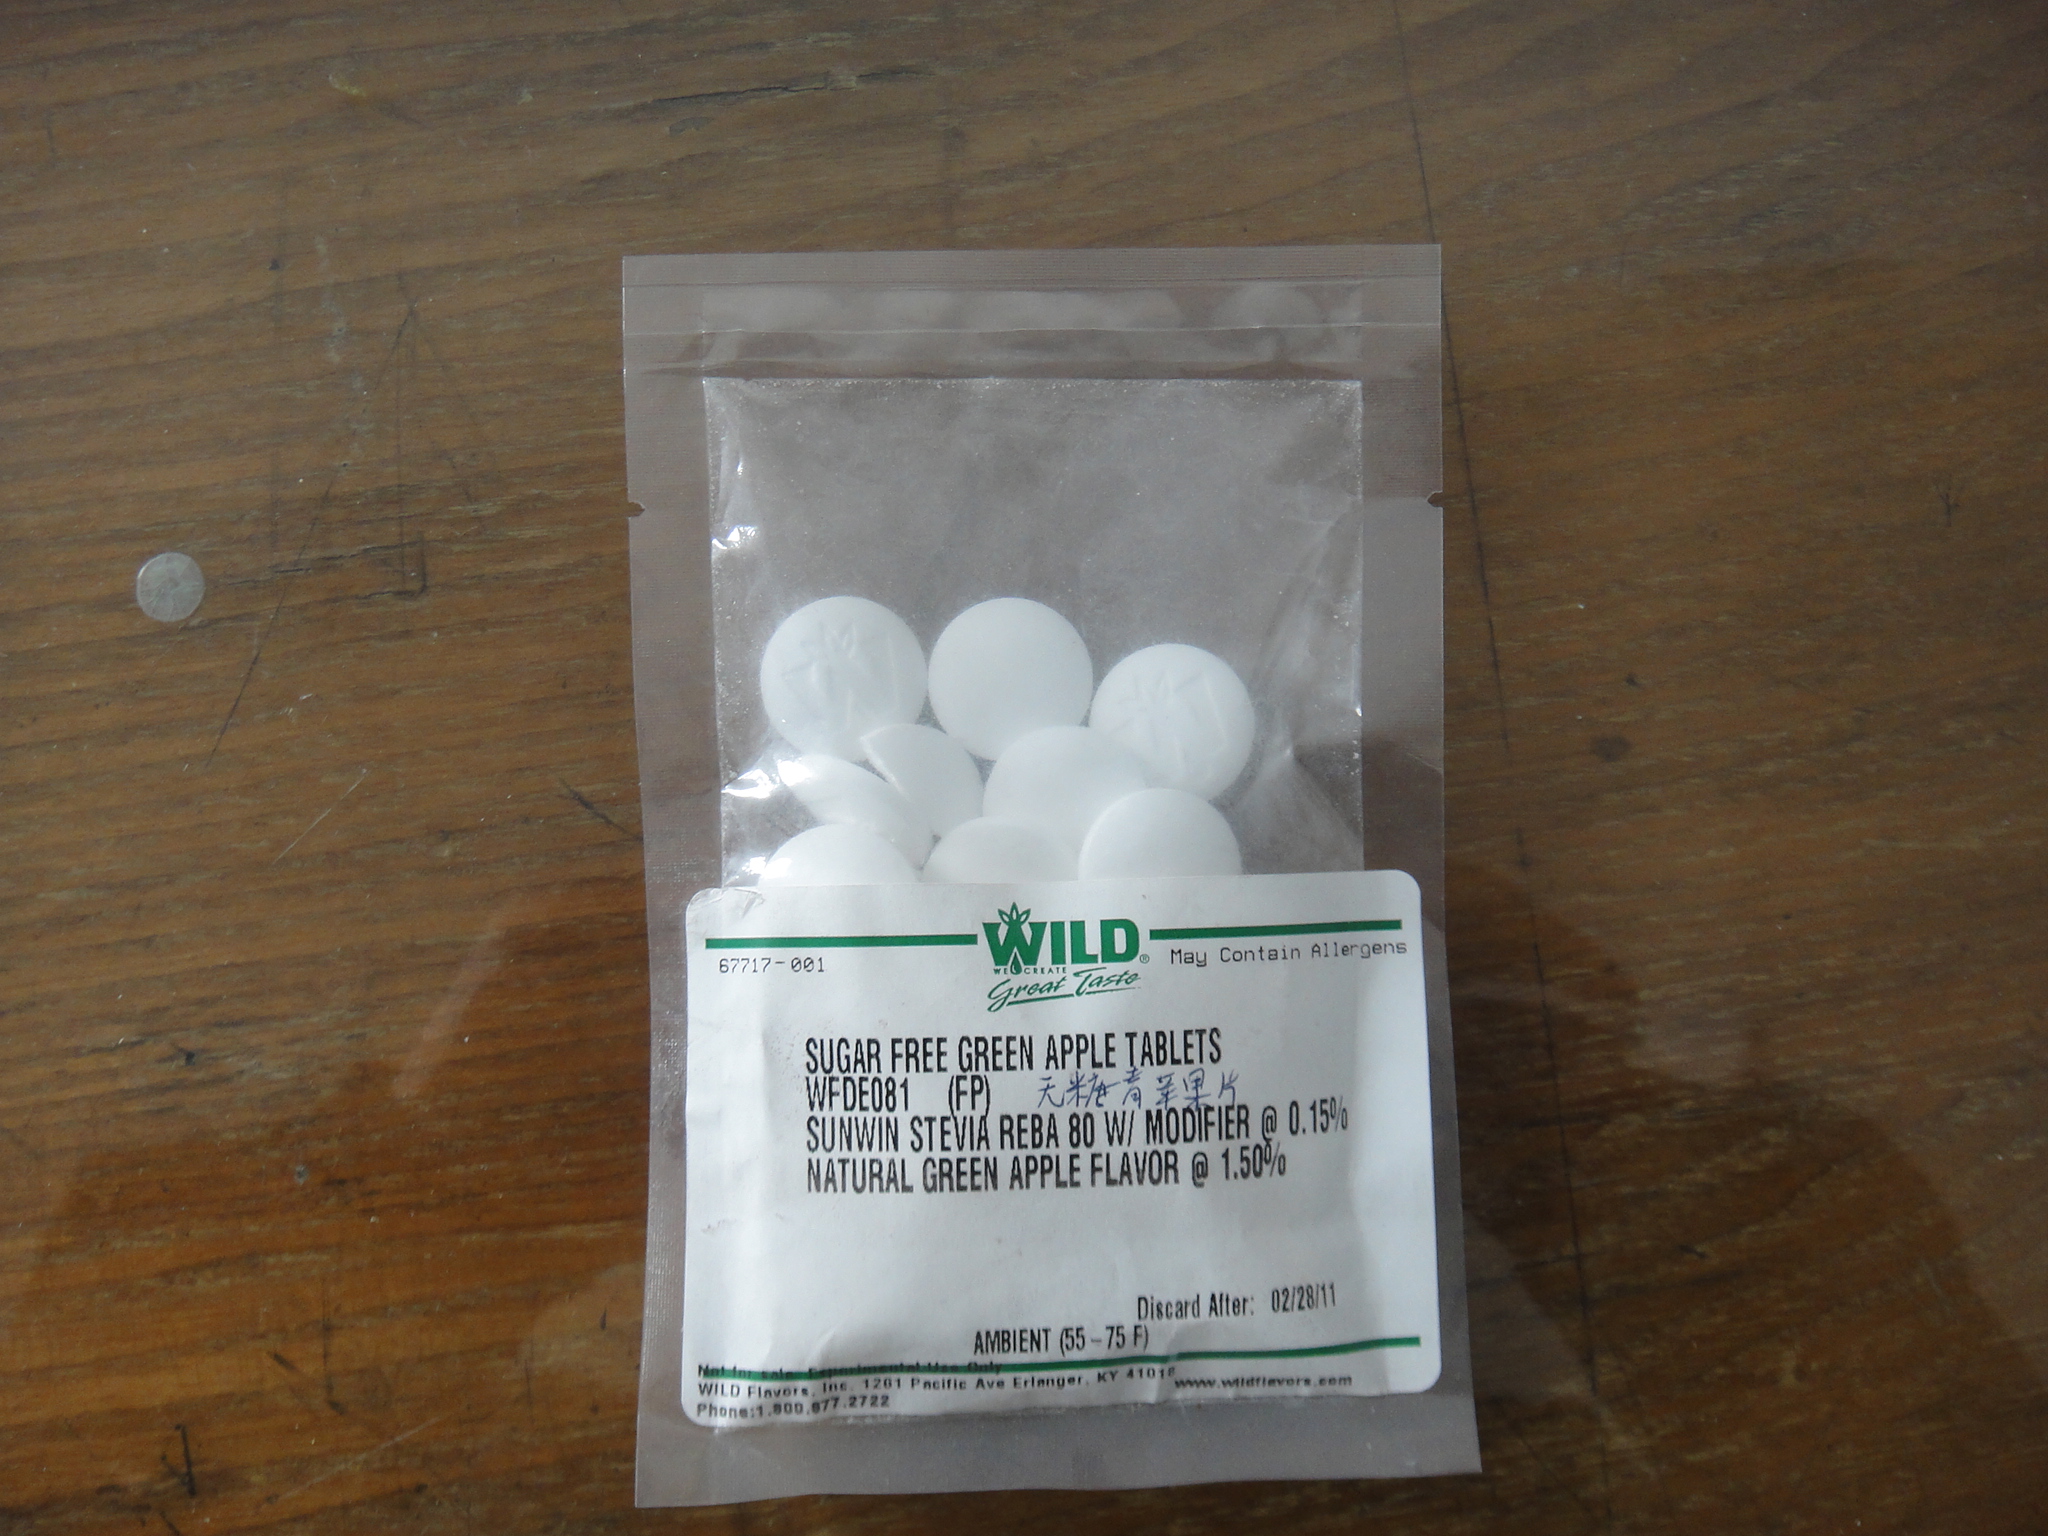 WILD®
WE CREATE
Great Taste
67717-001
May Contain Allergens
SUGAR FREE GREEN APPLE TABLETS
WFDE081 (FP) 无糖青苹果片
SUNWIN STEVIA REBA 80 W/ MODIFIER @ 0.15%
NATURAL GREEN APPLE FLAVOR @ 1.50%
Discard After: 02/28/11
AMBIENT (55-75 F)
Not for sale. Experimental Use Only
WILD Flavors, Inc. 1261 Pacific Ave Erlanger, KY 41018 www.wildflavors.com
Phone:1.800.877.2722